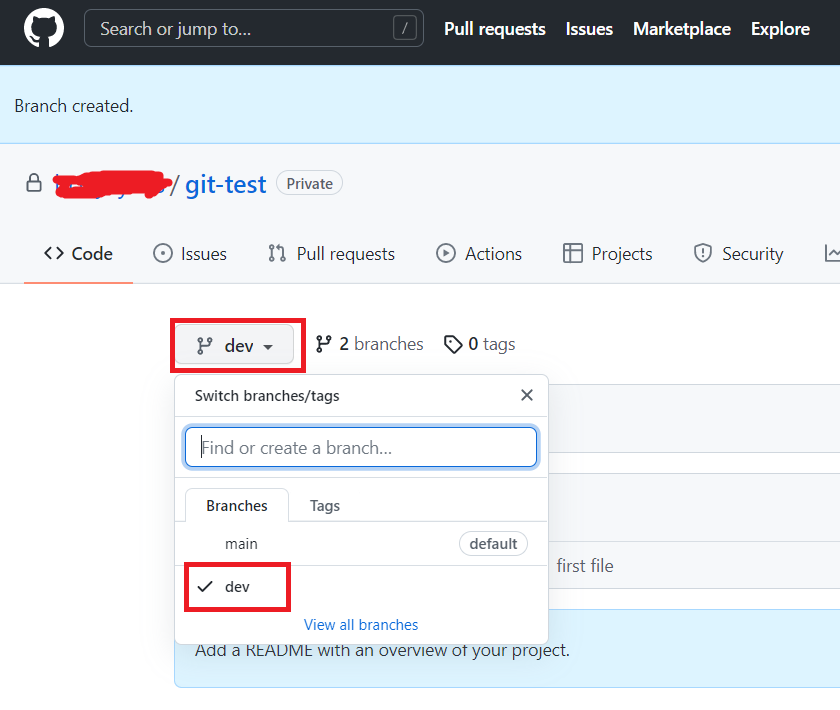 Search or jump to... /
Pull requests Issues Marketplace Explore
Branch created.
/ git-test Private
Code Issues Pull requests Actions Projects Security
dev 2 branches 0 tags
Switch branches/tags
Find or create a branch...
Branches Tags
main default
first file
dev
View all branches
Add a README with an overview of your project.